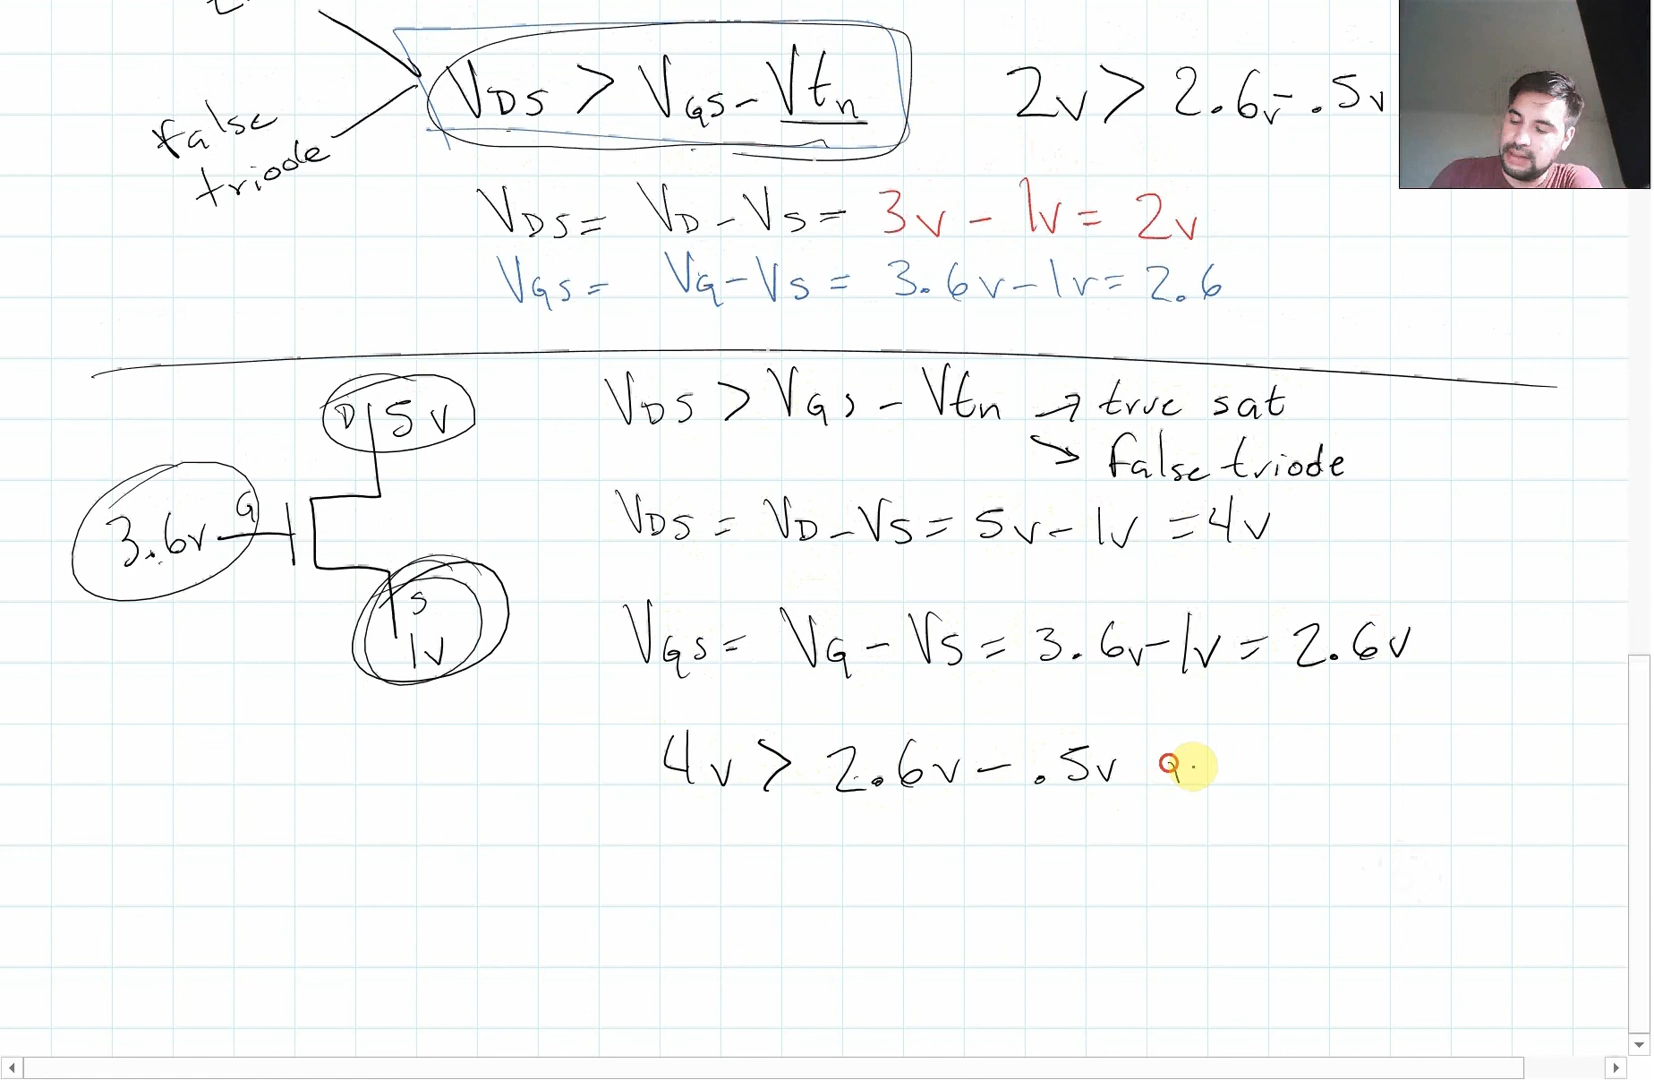 VDS > VGS - Vtn 2v > 2.6v - .5v
false
triode
VDS = VD - VS = 3v - 1v = 2v
VGS = VG - VS = 3.6v - 1v = 2.6
D 5v
VDS > VGS - Vtn → true sat
↘ false triode
3.6v G
VDS = VD - VS = 5v - 1v = 4v
S
1v
VGS = VG - VS = 3.6v - 1v = 2.6v
4v > 2.6v - .5v